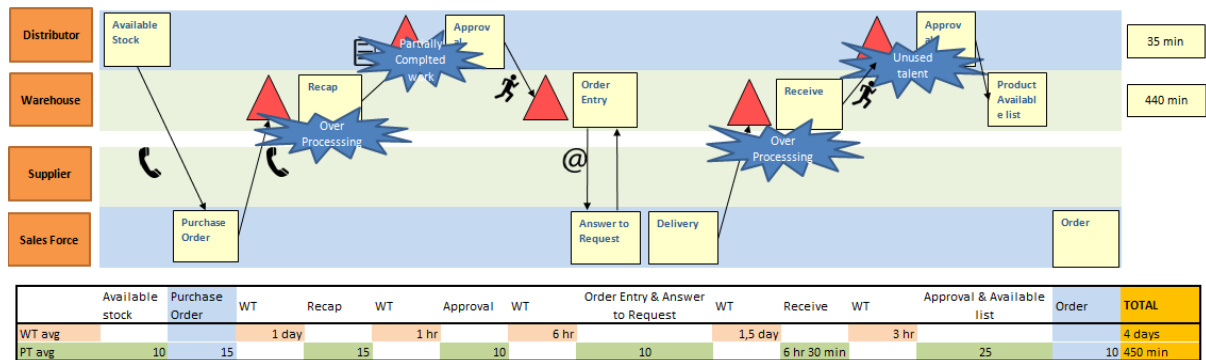 Distributor
Warehouse
Supplier
Sales Force
Available
Stock
Purchase
Order
Recap
Over
Processsing
Partially
Complted
work
Approv
al
Order
Entry
@
Answer to
Request
Delivery
Receive
Over
Processsing
Unused
talent
Approv
al
Product
Availabl
e list
Order
35 min
440 min
Available stock Purchase Order WT Recap WT Approval WT Order Entry & Answer to Request WT Receive WT Approval & Available list Order TOTAL
WT avg 1 day 1 hr 6 hr 1,5 day 3 hr 4 days
PT avg 10 15 15 10 10 6 hr 30 min 25 10 450 min